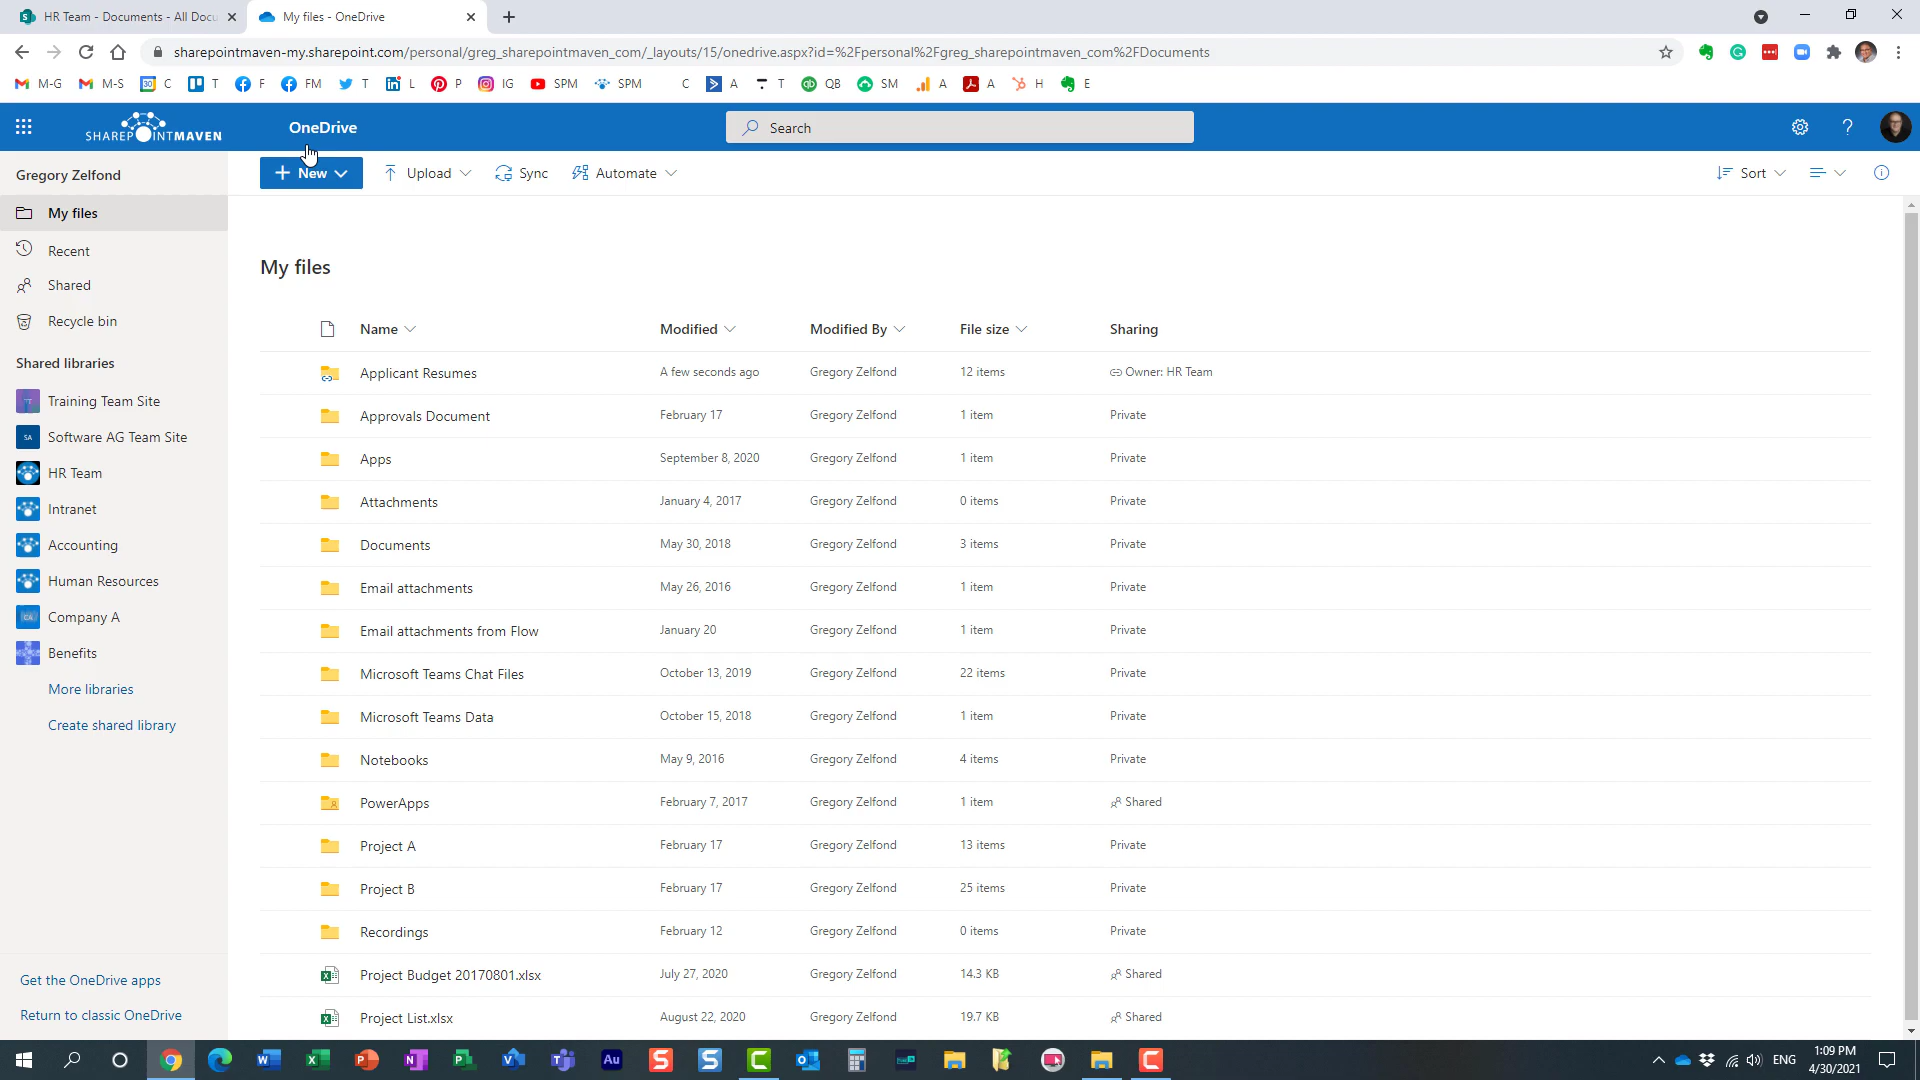 HR Team - Documents - All Docu
My files - OneDrive
sharepointmaven-my.sharepoint.com/personal/greg_sharepointmaven_com/_layouts/15/onedrive.aspx?id=%2Fpersonal%2Fgreg_sharepointmaven_com%2FDocuments
M-G M-S C T F FM T L P IG SPM SPM C A T QB SM A A H E
SHAREPOINTMAVEN OneDrive Search
Gregory Zelfond
New Upload Sync Automate Sort
My files
Recent
Shared
Recycle bin
Shared libraries
Training Team Site
Software AG Team Site
HR Team
Intranet
Accounting
Human Resources
Company A
Benefits
More libraries
Create shared library
Get the OneDrive apps
Return to classic OneDrive
My files
Name Modified Modified By File size Sharing
Applicant Resumes A few seconds ago Gregory Zelfond 12 items Owner: HR Team
Approvals Document February 17 Gregory Zelfond 1 item Private
Apps September 8, 2020 Gregory Zelfond 1 item Private
Attachments January 4, 2017 Gregory Zelfond 0 items Private
Documents May 30, 2018 Gregory Zelfond 3 items Private
Email attachments May 26, 2016 Gregory Zelfond 1 item Private
Email attachments from Flow January 20 Gregory Zelfond 1 item Private
Microsoft Teams Chat Files October 13, 2019 Gregory Zelfond 22 items Private
Microsoft Teams Data October 15, 2018 Gregory Zelfond 1 item Private
Notebooks May 9, 2016 Gregory Zelfond 4 items Private
PowerApps February 7, 2017 Gregory Zelfond 1 item Shared
Project A February 17 Gregory Zelfond 13 items Private
Project B February 17 Gregory Zelfond 25 items Private
Recordings February 12 Gregory Zelfond 0 items Private
Project Budget 20170801.xlsx July 27, 2020 Gregory Zelfond 14.3 KB Shared
Project List.xlsx August 22, 2020 Gregory Zelfond 19.7 KB Shared
ENG
1:09 PM
4/30/2021